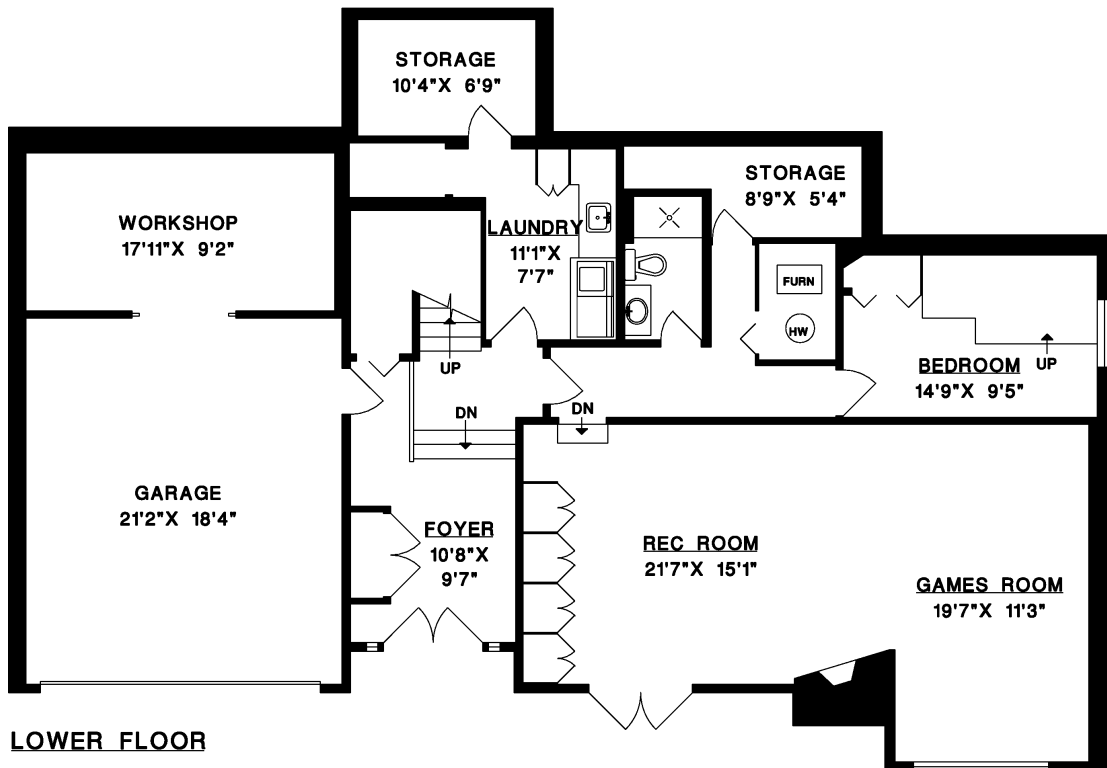 STORAGE
10'4"X 6'9"
STORAGE
8'9"X 5'4"
WORKSHOP
17'11"X 9'2"
LAUNDRY
11'1"X
7'7"
FURN
HW
UP
BEDROOM
14'9"X 9'5"
UP
DN
DN
GARAGE
21'2"X 18'4"
FOYER
10'8"X
9'7"
REC ROOM
21'7"X 15'1"
GAMES ROOM
19'7"X 11'3"
LOWER FLOOR